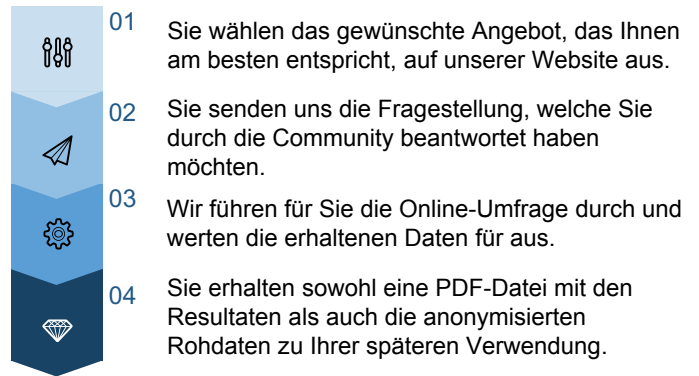 01
Sie wählen das gewünschte Angebot, das Ihnen
am besten entspricht, auf unserer Website aus.
02
Sie senden uns die Fragestellung, welche Sie
durch die Community beantwortet haben
möchten.
03
Wir führen für Sie die Online-Umfrage durch und
werten die erhaltenen Daten für aus.
04
Sie erhalten sowohl eine PDF-Datei mit den
Resultaten als auch die anonymisierten
Rohdaten zu Ihrer späteren Verwendung.